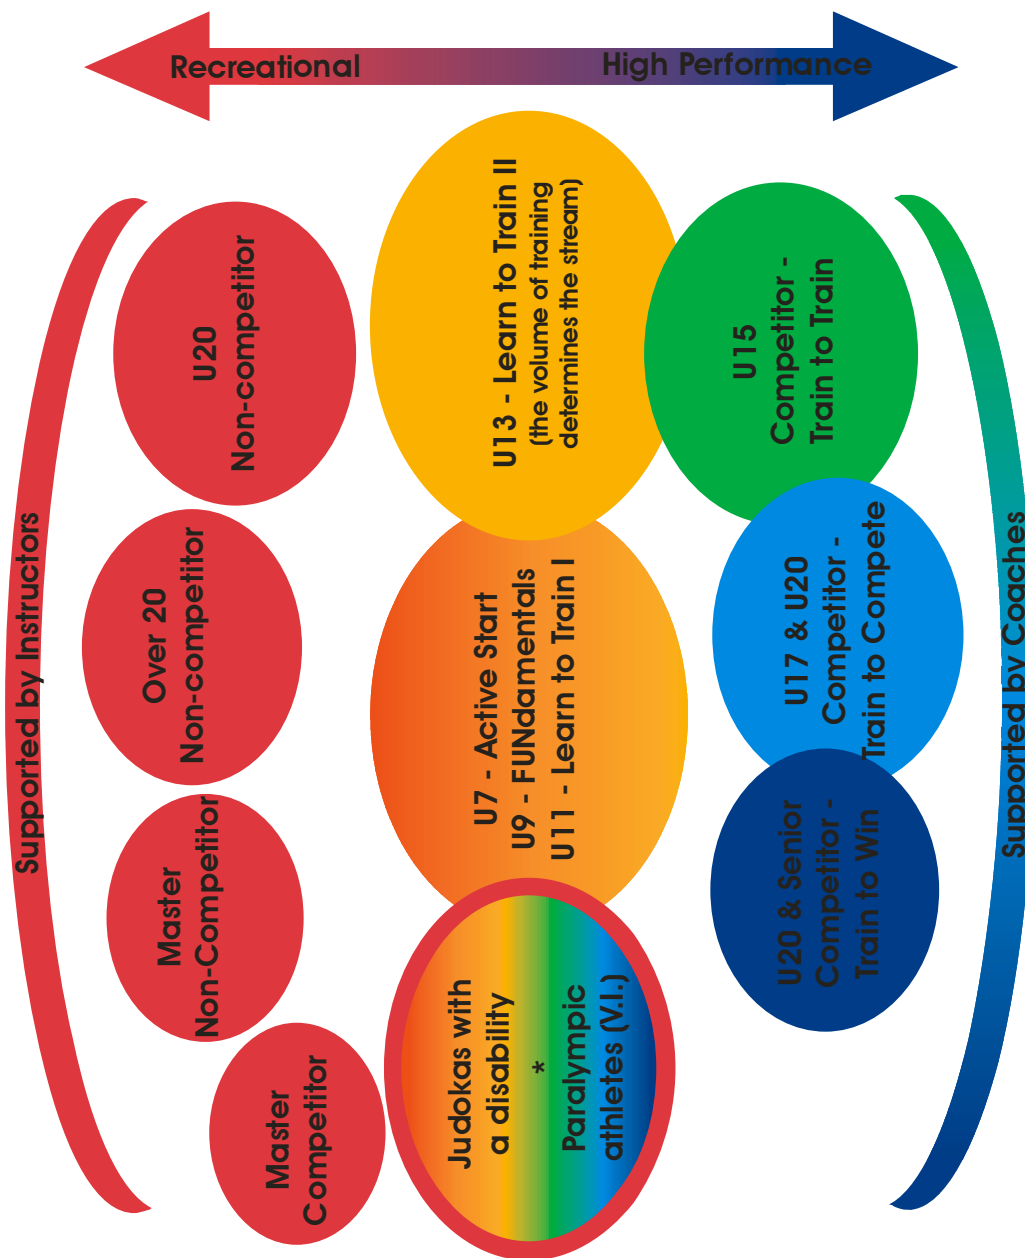 Recreational
High Performance
Supported by Instructors
U20
Non-competitor
Over 20
Non-competitor
Master
Non-Competitor
Master
Competitor
U13 - Learn to Train II
(the volume of training
determines the stream)
U7 - Active Start
U9 - FUNdamentals
U11 - Learn to Train I
Judokas with
a disability
*
Paralympic
athletes (V.I.)
U15
Competitor -
Train to Train
U17 & U20
Competitor -
Train to Compete
U20 & Senior
Competitor -
Train to Win
Supported by Coaches